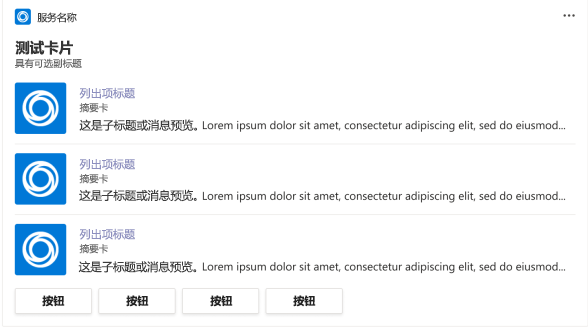 服务名称
测试卡片
具有可选副标题
列出项标题
摘要卡
这是子标题或消息预览。Lorem ipsum dolor sit amet, consectetur adipiscing elit, sed do eiusmod...
列出项标题
摘要卡
这是子标题或消息预览。Lorem ipsum dolor sit amet, consectetur adipiscing elit, sed do eiusmod...
列出项标题
摘要卡
这是子标题或消息预览。Lorem ipsum dolor sit amet, consectetur adipiscing elit, sed do eiusmod...
按钮 按钮 按钮 按钮